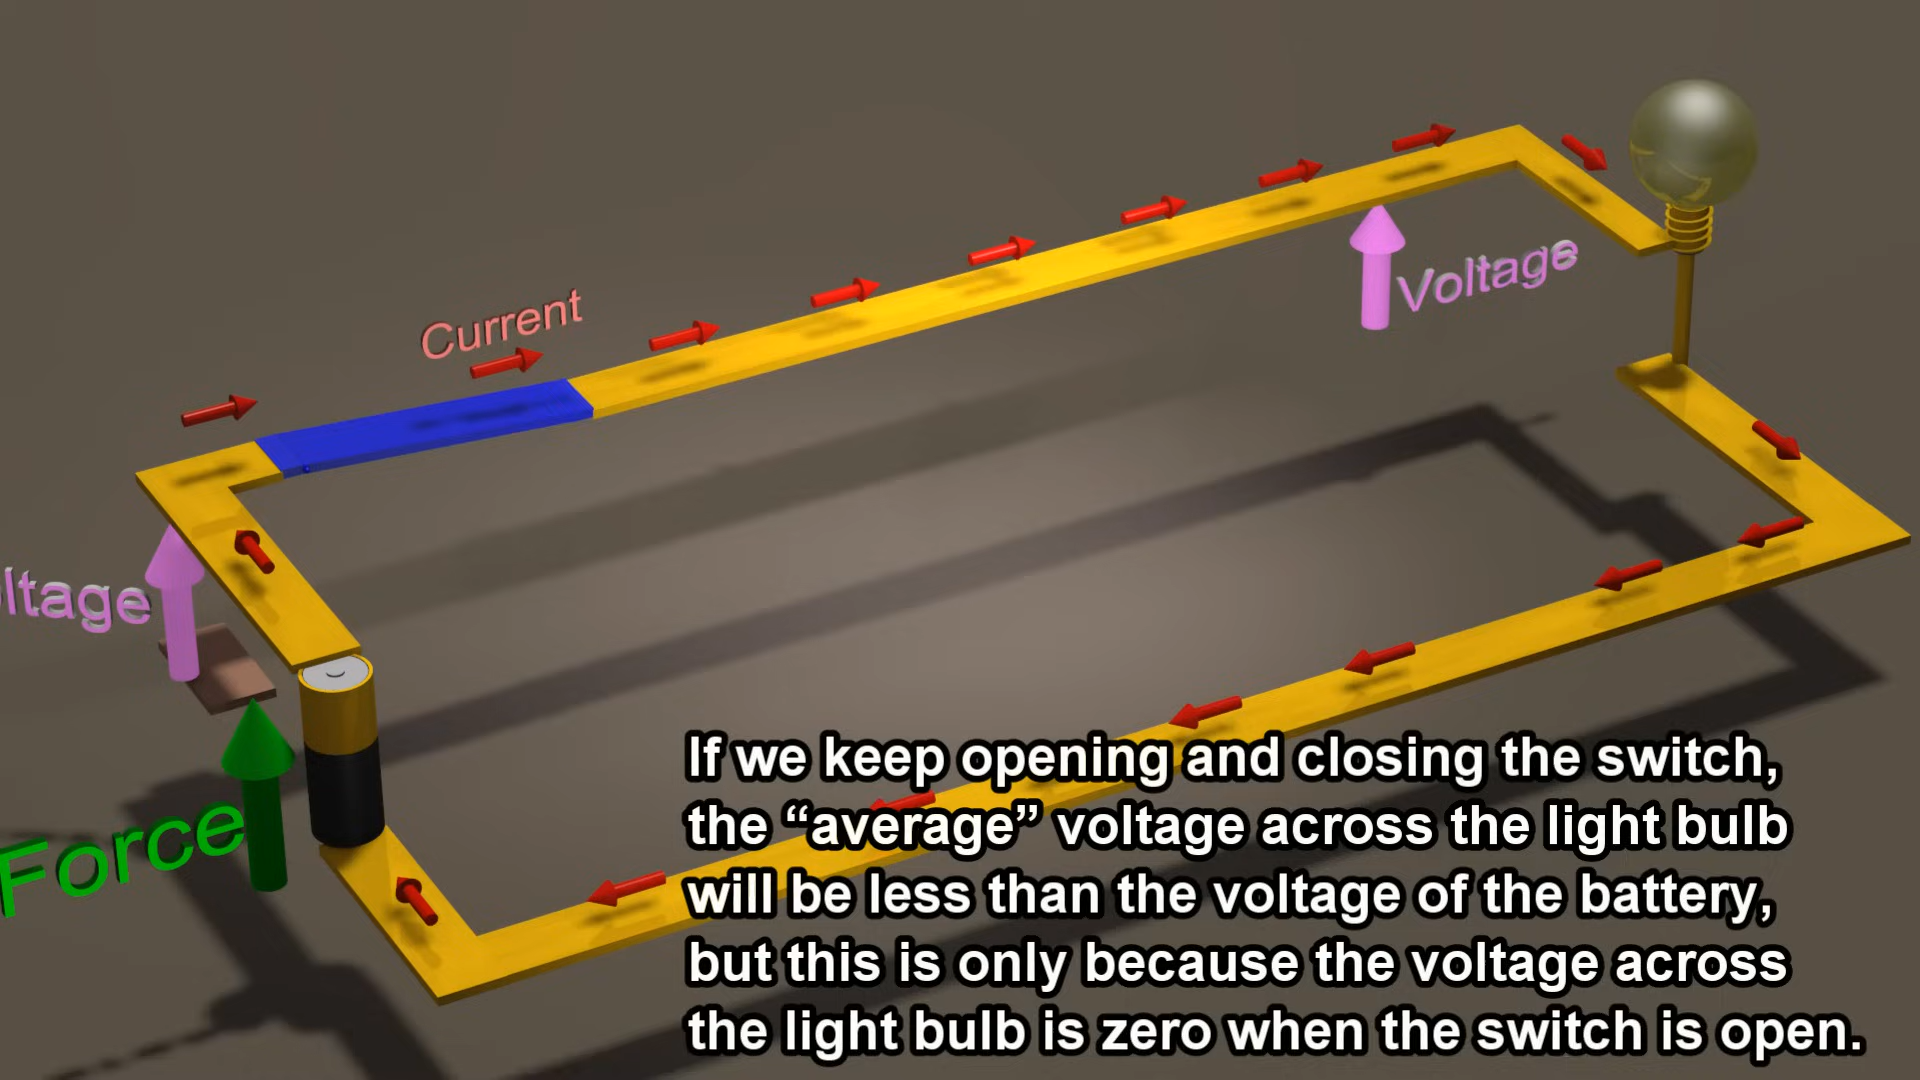 Current
Voltage
ltage
Force
If we keep opening and closing the switch,
the “average” voltage across the light bulb
will be less than the voltage of the battery,
but this is only because the voltage across
the light bulb is zero when the switch is open.